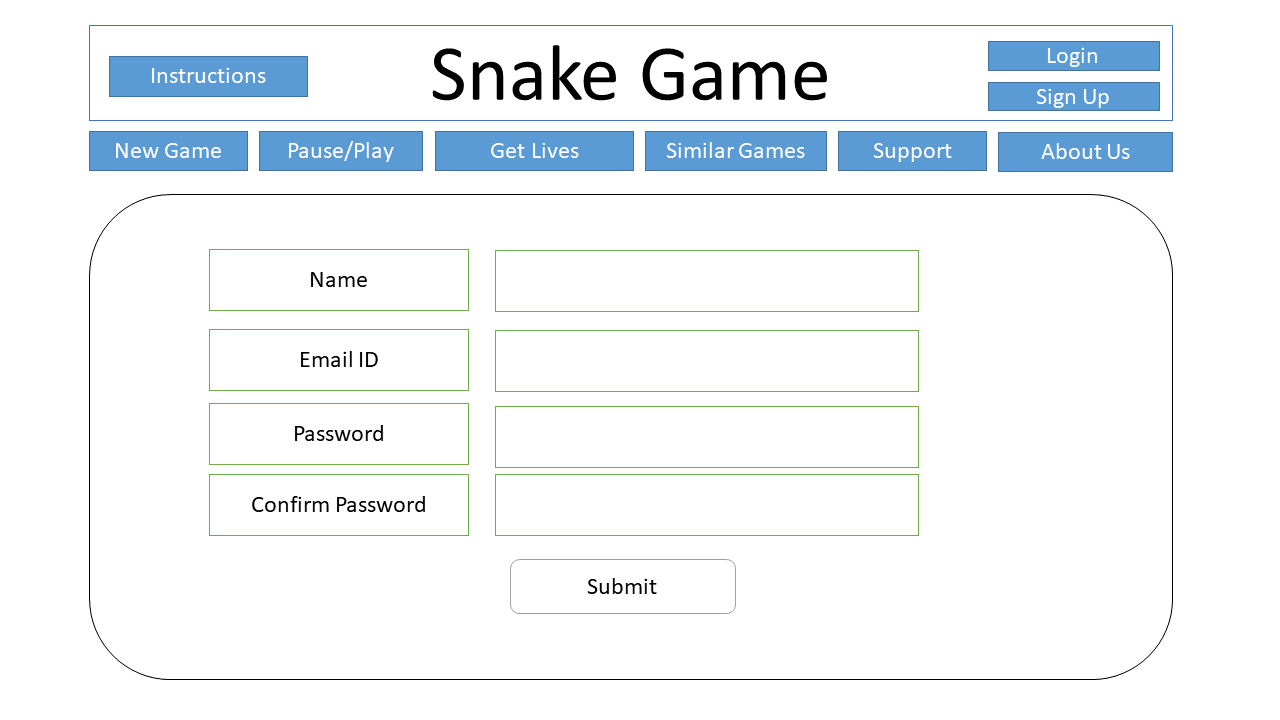 Instructions
Snake Game
Login
Sign Up
New Game
Pause/Play
Get Lives
Similar Games
Support
About Us
Name
Email ID
Password
Confirm Password
Submit